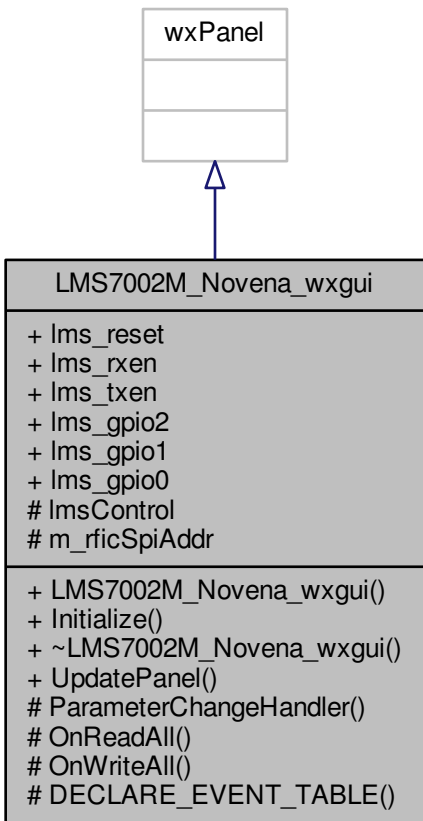 wxPanel
LMS7002M_Novena_wxgui
+ lms_reset
+ lms_rxen
+ lms_txen
+ lms_gpio2
+ lms_gpio1
+ lms_gpio0
# lmsControl
# m_rficSpiAddr
+ LMS7002M_Novena_wxgui()
+ Initialize()
+ ~LMS7002M_Novena_wxgui()
+ UpdatePanel()
# ParameterChangeHandler()
# OnReadAll()
# OnWriteAll()
# DECLARE_EVENT_TABLE()